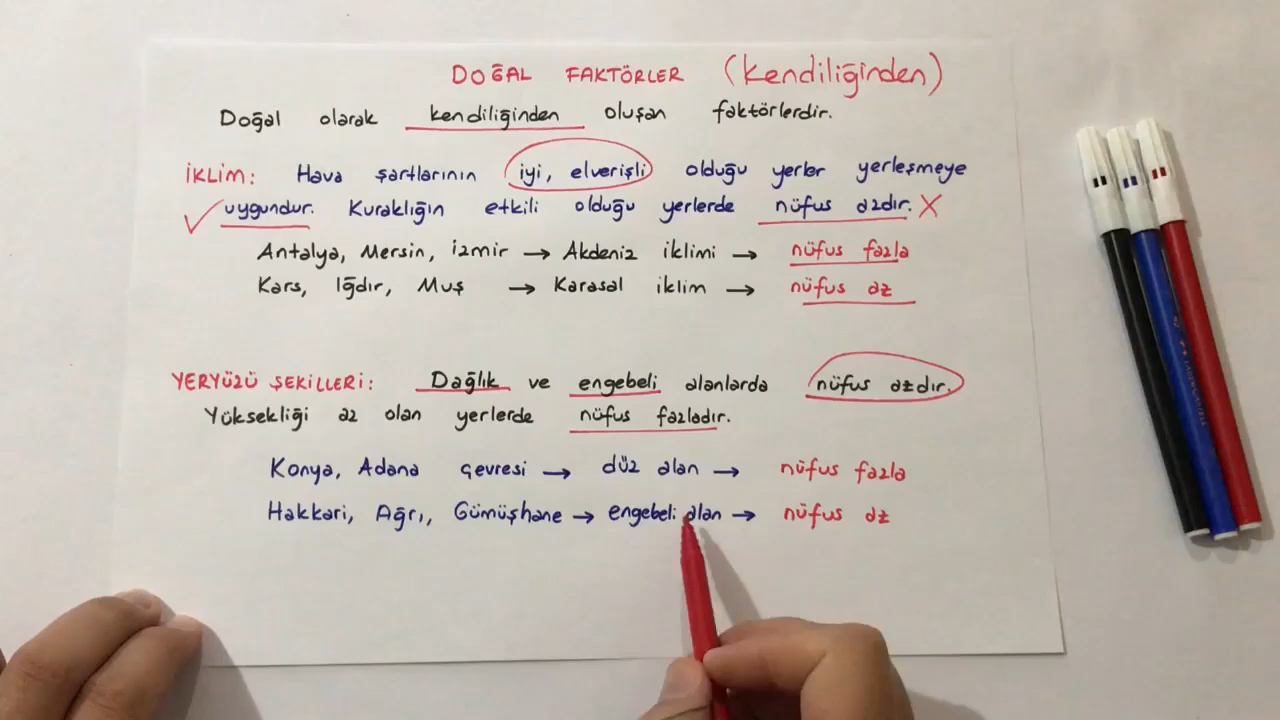 DOĞAL FAKTÖRLER (Kendiliğinden)
Doğal olarak kendiliğinden oluşan faktörlerdir.
İKLİM: Hava şartlarının iyi, elverişli olduğu yerler yerleşmeye
uygundur. Kuraklığın etkili olduğu yerlerde nüfus azdır.
Antalya, Mersin, İzmir → Akdeniz iklimi → nüfus fazla
Kars, Iğdır, Muş → Karasal iklim → nüfus az
YERYÜZÜ ŞEKİLLERİ: Dağlık ve engebeli alanlarda nüfus azdır.
Yüksekliği az olan yerlerde nüfus fazladır.
Konya, Adana çevresi → düz alan → nüfus fazla
Hakkari, Ağrı, Gümüşhane → engebeli alan → nüfus az